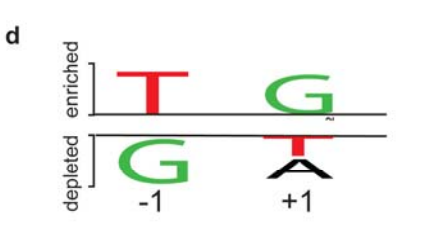 d
enriched
T G
depleted
G T
A
-1 +1